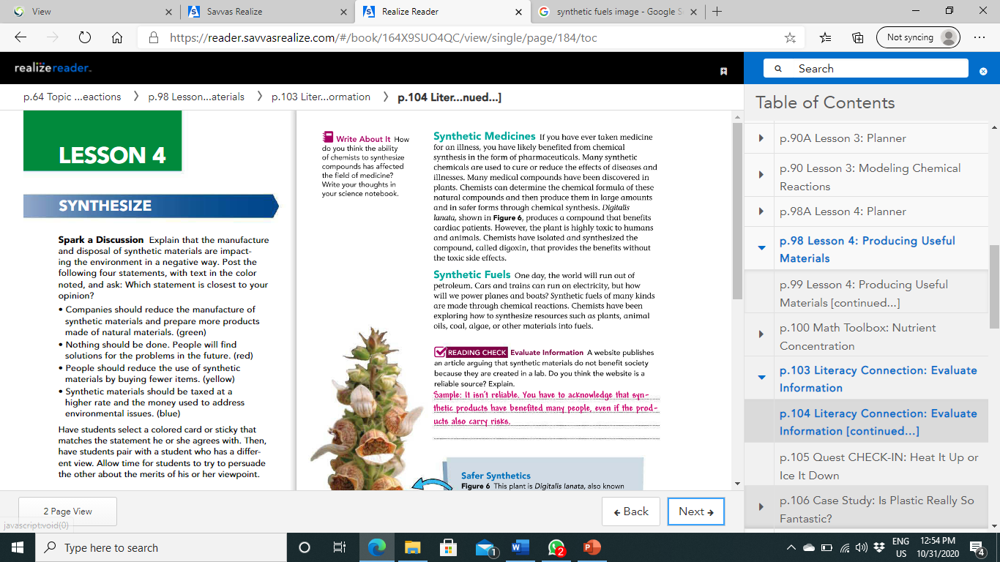 View
Savvas Realize
Realize Reader
synthetic fuels image - Google S
https://reader.savvasrealize.com/#/book/164X9SUO4QC/view/single/page/184/toc
Not syncing
realizereader.
Search
p.64 Topic ...eactions
p.98 Lesson...aterials
p.103 Liter...ormation
p.104 Liter...nued...]
Table of Contents
LESSON 4
SYNTHESIZE
Spark a Discussion Explain that the manufacture
and disposal of synthetic materials are impact-
ing the environment in a negative way. Post the
following four statements, with text in the color
noted, and ask: Which statement is closest to your
opinion?
• Companies should reduce the manufacture of
synthetic materials and prepare more products
made of natural materials. (green)
• Nothing should be done. People will find
solutions for the problems in the future. (red)
• People should reduce the use of synthetic
materials by buying fewer items. (yellow)
• Synthetic materials should be taxed at a
higher rate and the money used to address
environmental issues. (blue)
Have students select a colored card or sticky that
matches the statement he or she agrees with. Then,
have students pair with a student who has a differ-
ent view. Allow time for students to try to persuade
the other about the merits of his or her viewpoint.
Write About It How
do you think the ability
of chemists to synthesize
compounds has affected
the field of medicine?
Write your thoughts in
your science notebook.
Synthetic Medicines If you have ever taken medicine
for an illness, you have likely benefited from chemical
synthesis in the form of pharmaceuticals. Many synthetic
chemicals are used to cure or reduce the effects of diseases and
illnesses. Many medical compounds have been discovered in
plants. Chemists can determine the chemical formula of these
natural compounds and then produce them in large amounts
and in safer forms through chemical synthesis. Digitalis
lanata, shown in Figure 6, produces a compound that benefits
cardiac patients. However, the plant is highly toxic to humans
and animals. Chemists have isolated and synthesized the
compound, called digoxin, that provides the benefits without
the toxic side effects.
Synthetic Fuels One day, the world will run out of
petroleum. Cars and trains can run on electricity, but how
will we power planes and boats? Synthetic fuels of many kinds
are made through chemical reactions. Chemists have been
exploring how to synthesize resources such as plants, animal
oils, coal, algae, or other materials into fuels.
READING CHECK Evaluate Information A website publishes
an article arguing that synthetic materials do not benefit society
because they are created in a lab. Do you think the website is a
reliable source? Explain.
Sample: It isn't reliable. You have to acknowledge that syn-
thetic products have benefited many people, even if the prod-
ucts also carry risks.
Safer Synthetics
Figure 6 This plant is Digitalis lanata, also known
p.90A Lesson 3: Planner
p.90 Lesson 3: Modeling Chemical
Reactions
p.98A Lesson 4: Planner
p.98 Lesson 4: Producing Useful
Materials
p.99 Lesson 4: Producing Useful
Materials [continued...]
p.100 Math Toolbox: Nutrient
Concentration
p.103 Literacy Connection: Evaluate
Information
p.104 Literacy Connection: Evaluate
Information [continued...]
p.105 Quest CHECK-IN: Heat It Up or
Ice It Down
p.106 Case Study: Is Plastic Really So
Fantastic?
2 Page View
Back
Next
javascript:void(0)
Type here to search
1
2
ENG
US
12:54 PM
10/31/2020
4